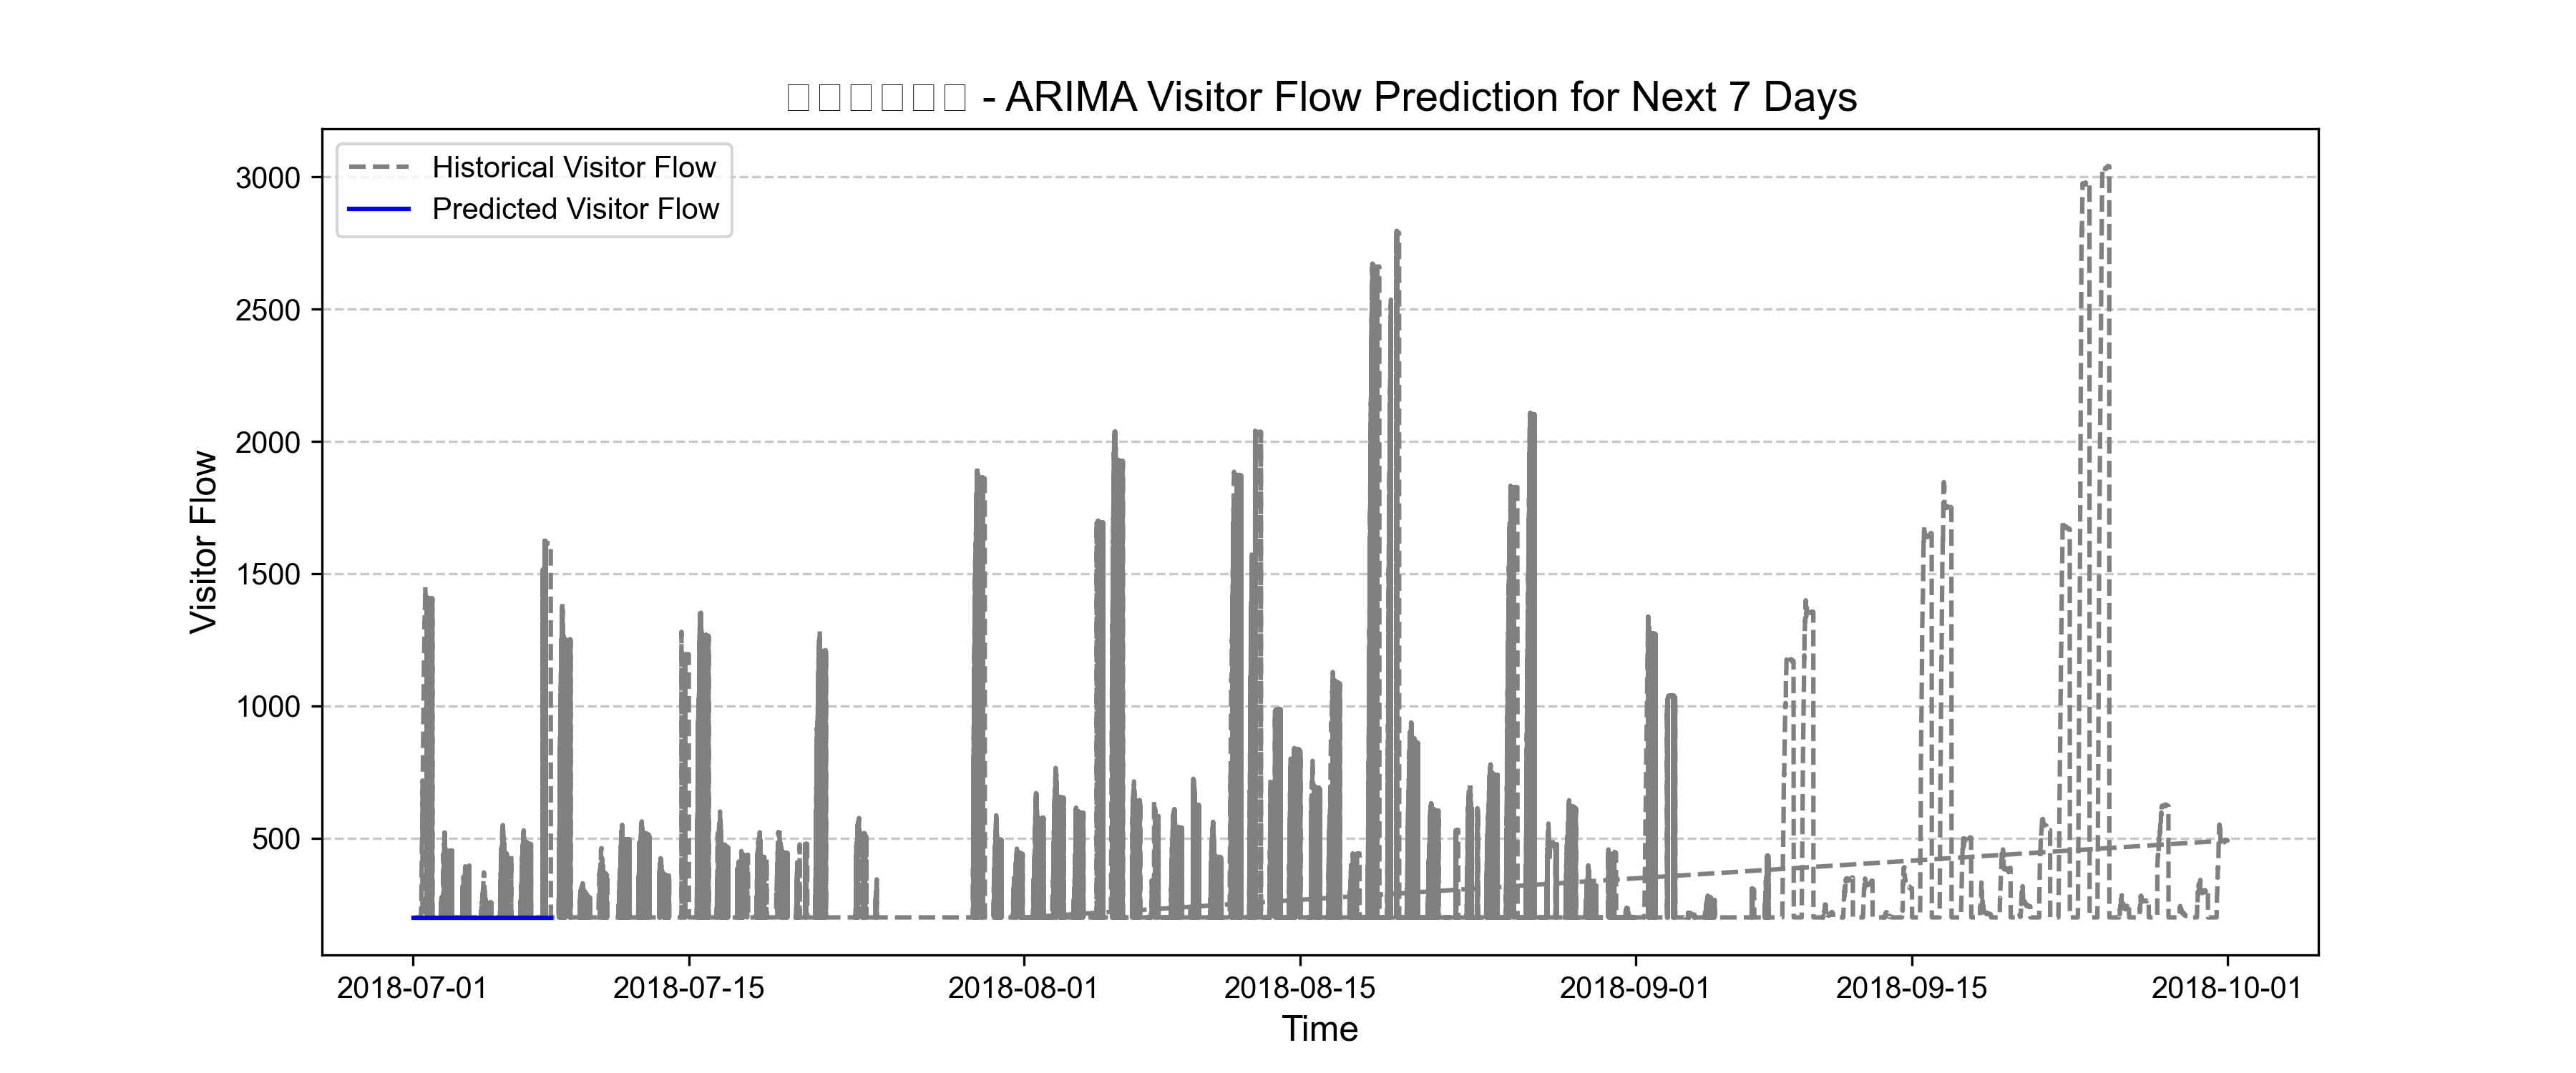 - ARIMA Visitor Flow Prediction for Next 7 Days
Historical Visitor Flow
Predicted Visitor Flow
Visitor Flow
3000
2500
2000
1500
1000
500
2018-07-01
2018-07-15
2018-08-01
2018-08-15
2018-09-01
2018-09-15
2018-10-01
Time